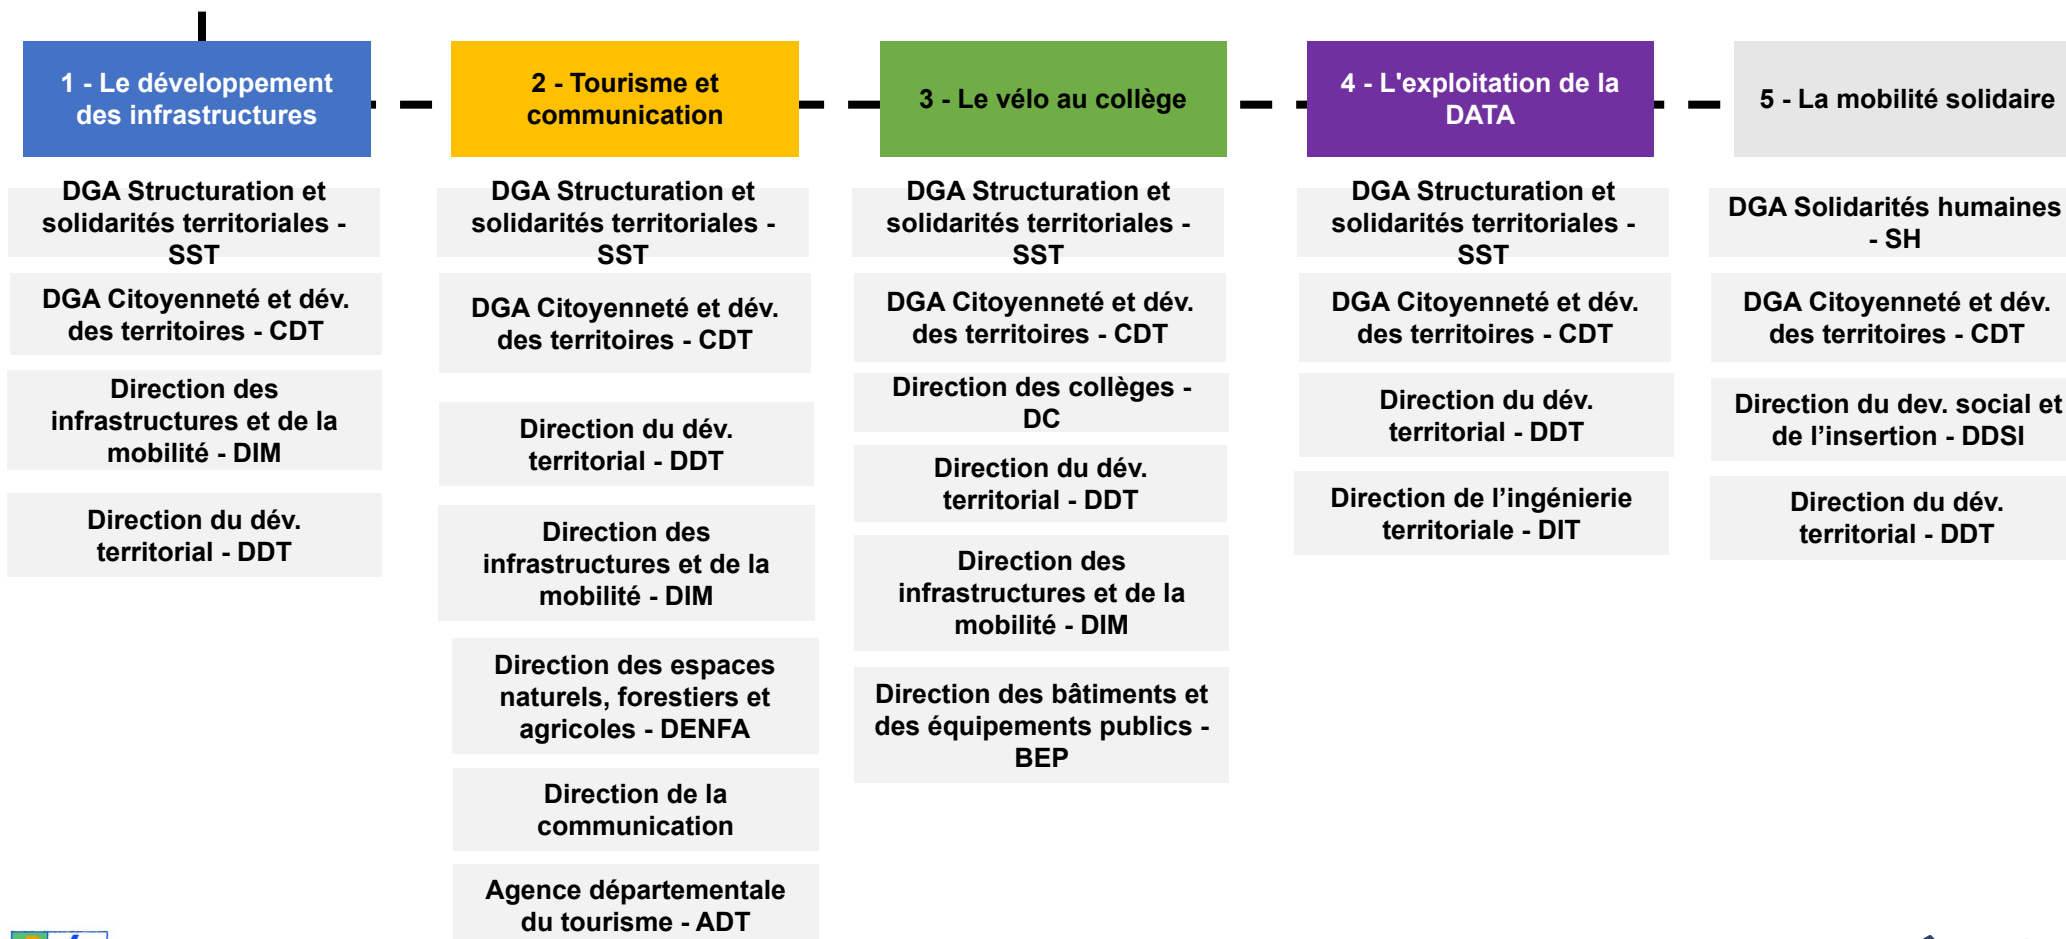 1 - Le développement
des infrastructures
DGA Structuration et
solidarités territoriales -
SST
DGA Citoyenneté et dév.
des territoires - CDT
Direction des
infrastructures et de la
mobilité - DIM
Direction du dév.
territorial - DDT
2 - Tourisme et
communication
DGA Structuration et
solidarités territoriales -
SST
DGA Citoyenneté et dév.
des territoires - CDT
Direction du dév.
territorial - DDT
Direction des
infrastructures et de la
mobilité - DIM
Direction des espaces
naturels, forestiers et
agricoles - DENFA
Direction de la
communication
Agence départementale
du tourisme - ADT
3 - Le vélo au collège
DGA Structuration et
solidarités territoriales -
SST
DGA Citoyenneté et dév.
des territoires - CDT
Direction des collèges -
DC
Direction du dév.
territorial - DDT
Direction des
infrastructures et de la
mobilité - DIM
Direction des bâtiments et
des équipements publics -
BEP
4 - L'exploitation de la
DATA
DGA Structuration et
solidarités territoriales -
SST
DGA Citoyenneté et dév.
des territoires - CDT
Direction du dév.
territorial - DDT
Direction de l’ingénierie
territoriale - DIT
5 - La mobilité solidaire
DGA Solidarités humaines
- SH
DGA Citoyenneté et dév.
des territoires - CDT
Direction du dev. social et
de l’insertion - DDSI
Direction du dév.
territorial - DDT